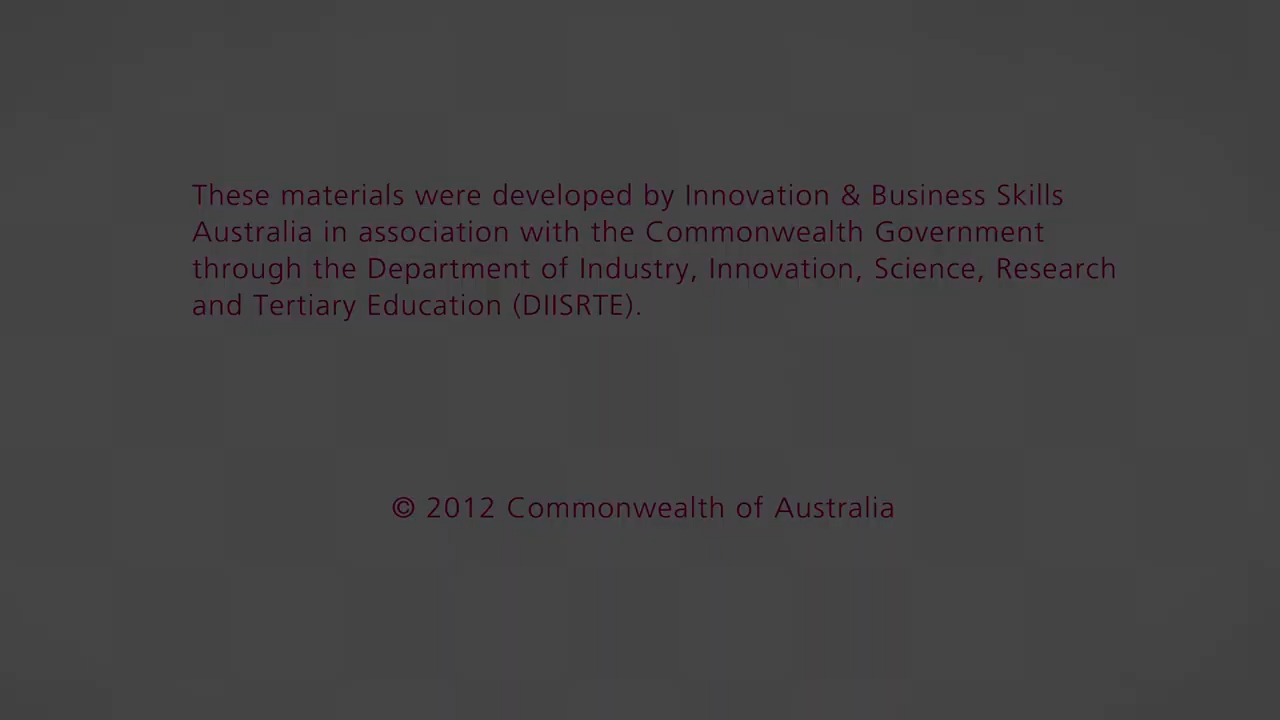 These materials were developed by Innovation & Business Skills
Australia in association with the Commonwealth Government
through the Department of Industry, Innovation, Science, Research
and Tertiary Education (DIISRTE).
© 2012 Commonwealth of Australia